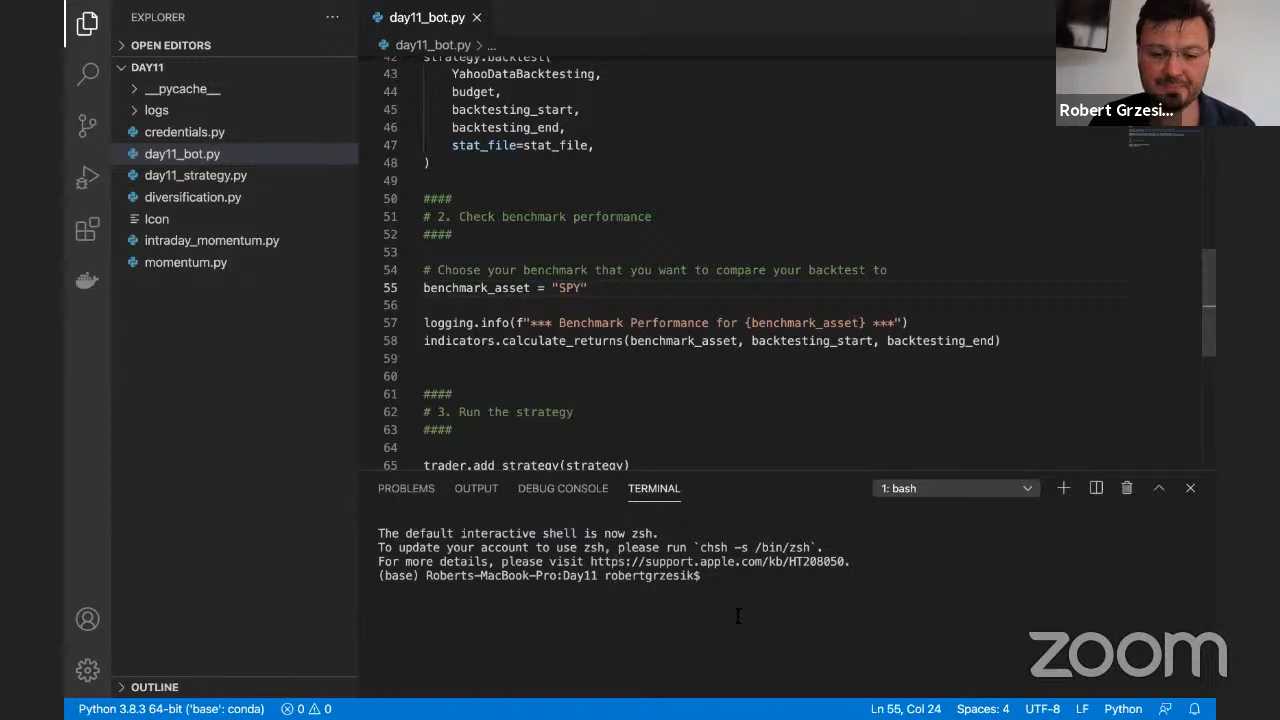 EXPLORER
···
day11_bot.py
OPEN EDITORS
DAY11
__pycache__
logs
credentials.py
day11_bot.py
day11_strategy.py
diversification.py
Icon
intraday_momentum.py
momentum.py
OUTLINE
day11_bot.py > ...
42 strategy.backtest(
43 YahooDataBacktesting,
44 budget,
45 backtesting_start,
46 backtesting_end,
47 stat_file=stat_file,
48 )
49
50 ####
51 # 2. Check benchmark performance
52 ####
53
54 # Choose your benchmark that you want to compare your backtest to
55 benchmark_asset = "SPY"
56
57 logging.info(f"*** Benchmark Performance for {benchmark_asset} ***")
58 indicators.calculate_returns(benchmark_asset, backtesting_start, backtesting_end)
59
60
61 ####
62 # 3. Run the strategy
63 ####
64
65 trader.add_strategy(strategy)
Robert Grzesi...
PROBLEMS OUTPUT DEBUG CONSOLE TERMINAL
1: bash
The default interactive shell is now zsh.
To update your account to use zsh, please run `chsh -s /bin/zsh`.
For more details, please visit https://support.apple.com/kb/HT208050.
(base) Roberts-MacBook-Pro:Day11 robertgrzesik$
zoom
Python 3.8.3 64-bit ('base': conda) 0 0 Ln 55, Col 24 Spaces: 4 UTF-8 LF Python